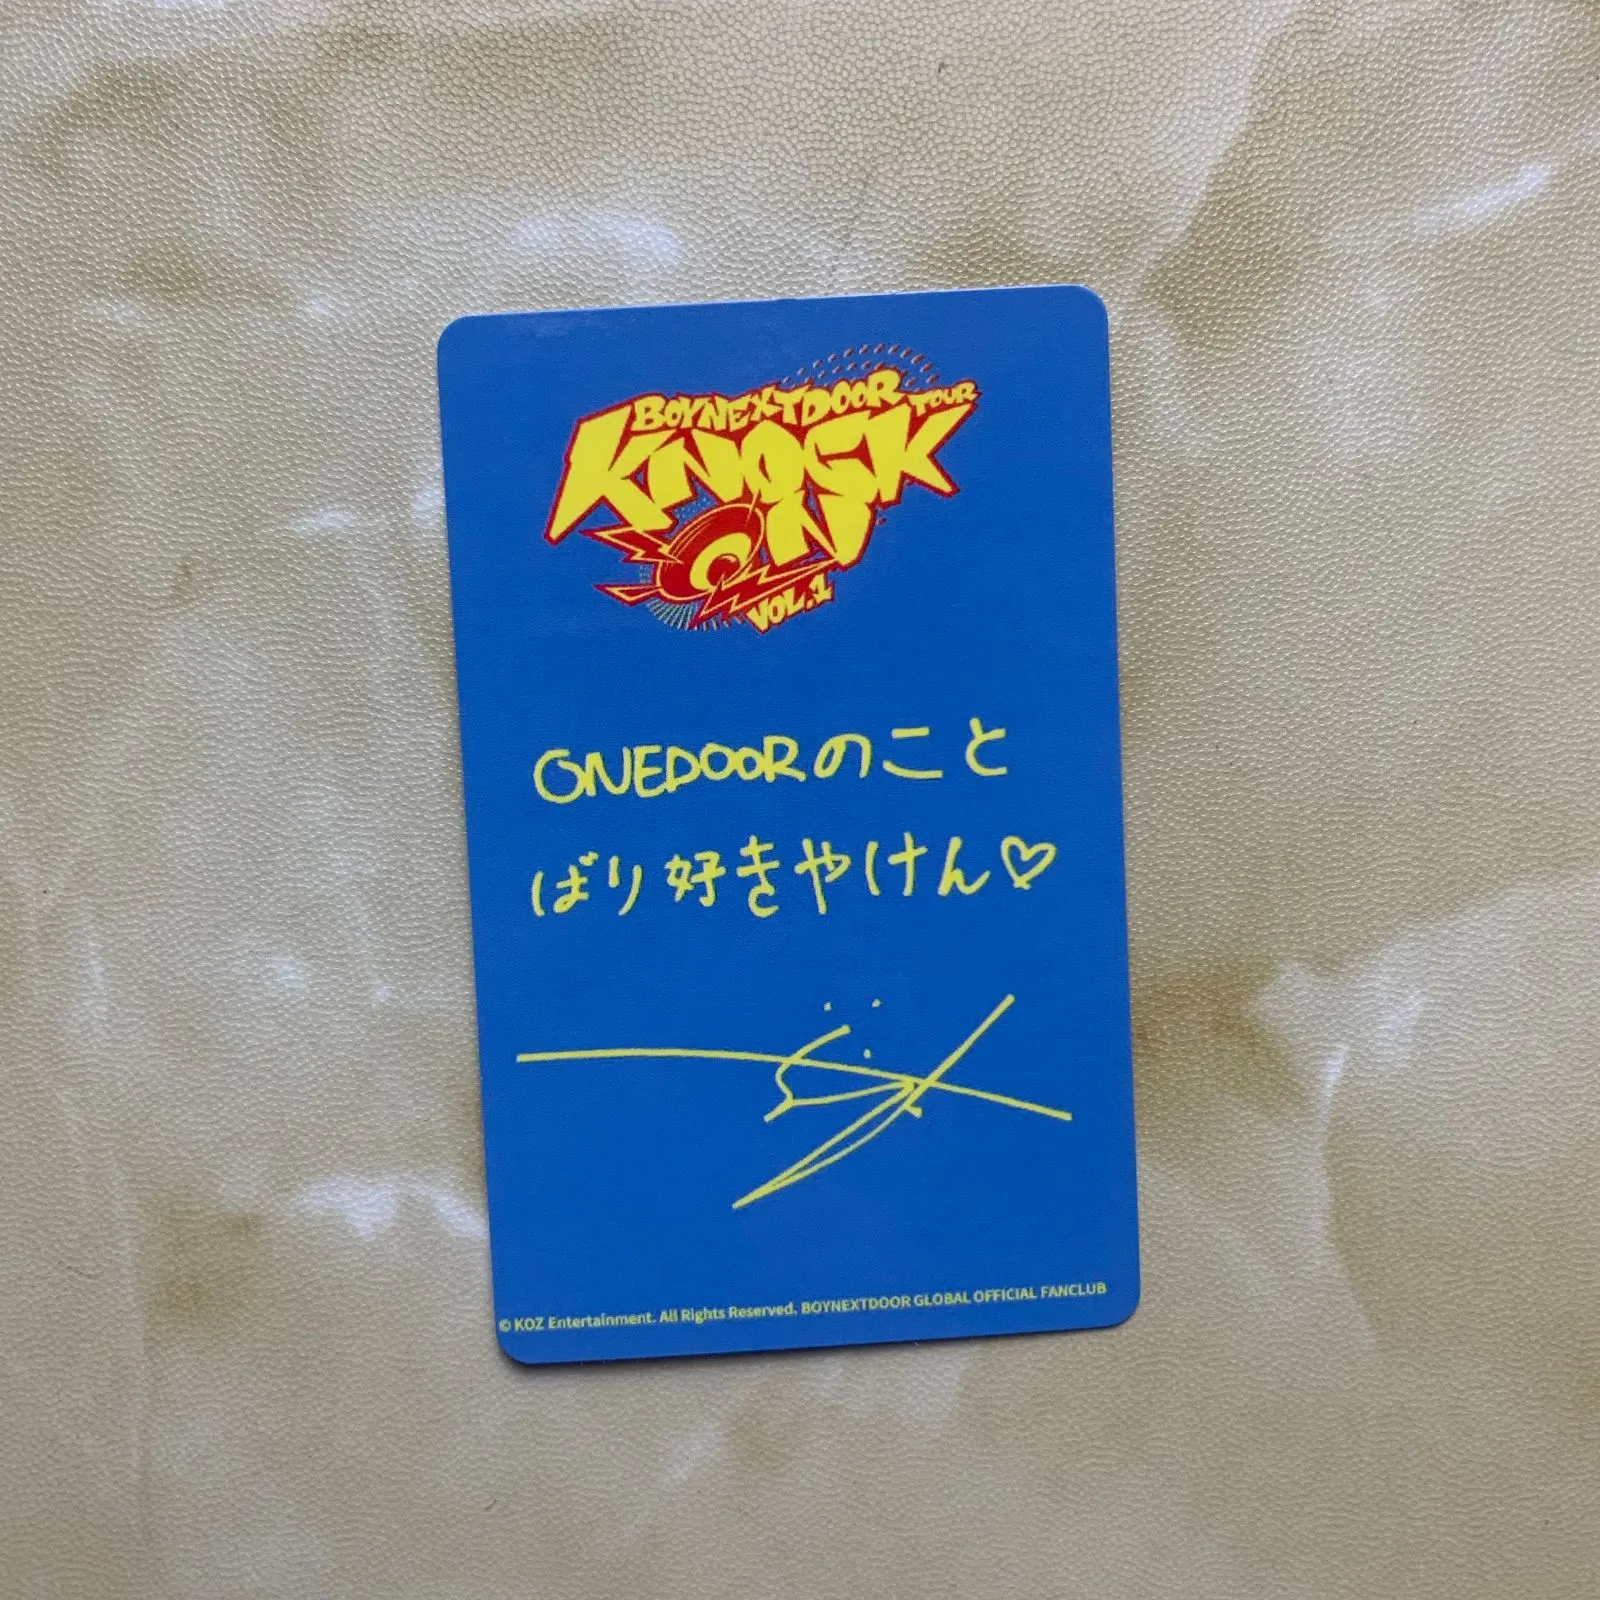 BOYNEXTDOOR TOUR
KNOCK
ON
VOL.1
ONEDOORのこと
ばり好きやけん♡
© KOZ Entertainment. All Rights Reserved. BOYNEXTDOOR GLOBAL OFFICIAL FANCLUB